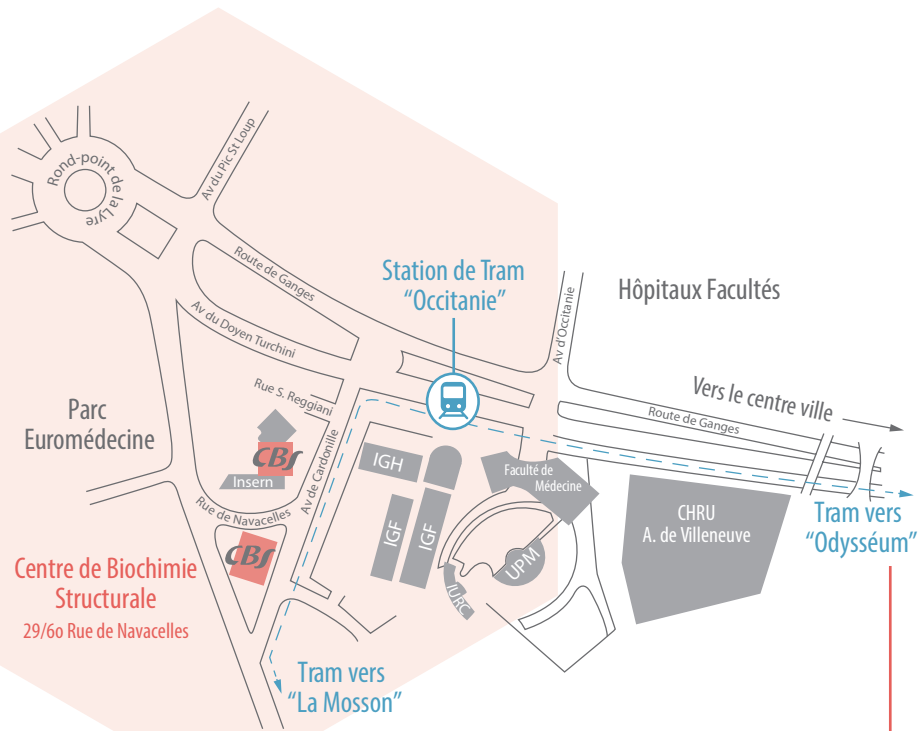 Rond-point
de la Lyre
Av du Pic St Loup
Route de Ganges
Station de Tram
“Occitanie”
Av d'Occitanie
Hôpitaux Facultés
Av du Doyen Turchini
Rue S. Reggiani
Vers le centre ville
Route de Ganges
Parc
Euromédecine
CBS
Insern
Av de Cardonille
IGH
Faculté de
Médecine
Rue de Navacelles
IGF
IGF
CHRU
A. de Villeneuve
Tram vers
“Odysséum”
CBS
UPM
IURC
Centre de Biochimie
Structurale
29/60 Rue de Navacelles
Tram vers
“La Mosson”